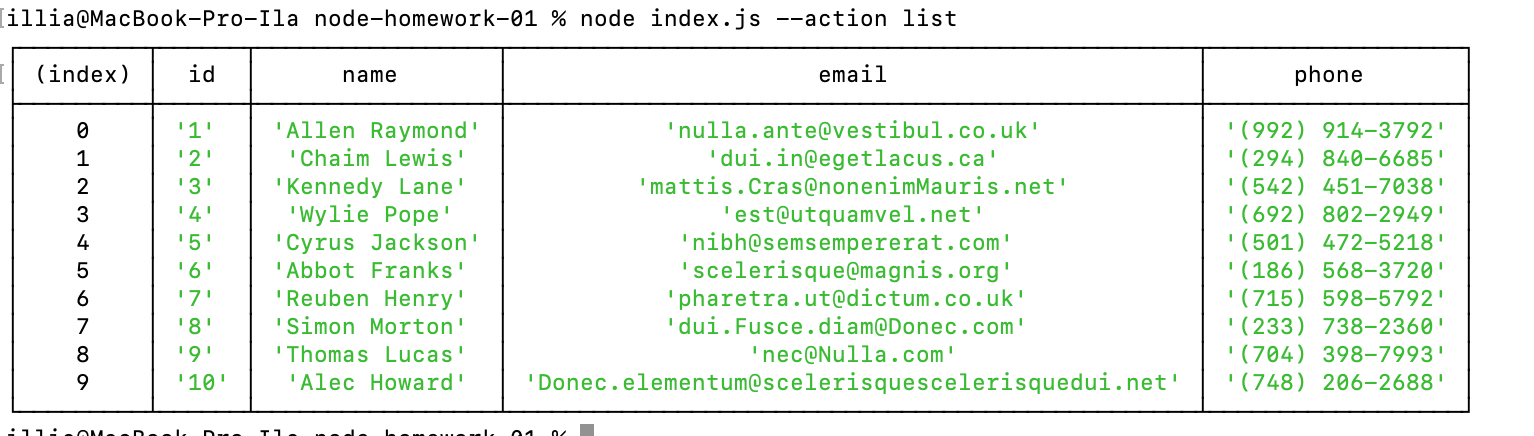 [illia@MacBook-Pro-Ila node-homework-01 % node index.js --action list
(index) id name email phone
0 '1' 'Allen Raymond' 'nulla.ante@vestibul.co.uk' '(992) 914-3792'
1 '2' 'Chaim Lewis' 'dui.in@egetlacus.ca' '(294) 840-6685'
2 '3' 'Kennedy Lane' 'mattis.Cras@nonenimMauris.net' '(542) 451-7038'
3 '4' 'Wylie Pope' 'est@utquamvel.net' '(692) 802-2949'
4 '5' 'Cyrus Jackson' 'nibh@semsempererat.com' '(501) 472-5218'
5 '6' 'Abbot Franks' 'scelerisque@magnis.org' '(186) 568-3720'
6 '7' 'Reuben Henry' 'pharetra.ut@dictum.co.uk' '(715) 598-5792'
7 '8' 'Simon Morton' 'dui.Fusce.diam@Donec.com' '(233) 738-2360'
8 '9' 'Thomas Lucas' 'nec@Nulla.com' '(704) 398-7993'
9 '10' 'Alec Howard' 'Donec.elementum@scelerisquescelerisquedui.net' '(748) 206-2688'
illia@MacBook-Pro-Ila node-homework-01 %